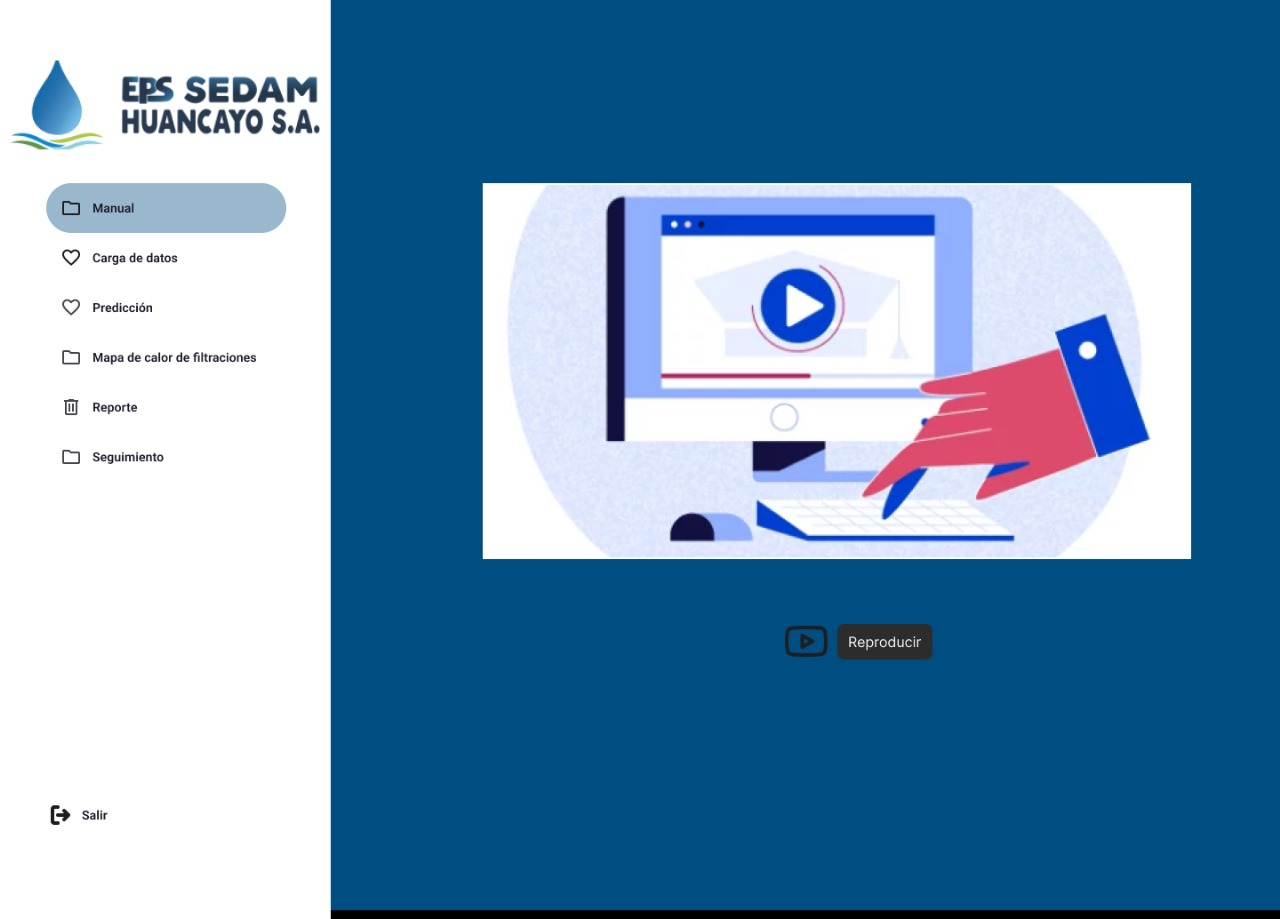 EPS SEDAM
HUANCAYO S.A.
Manual
Carga de datos
Predicción
Mapa de calor de filtraciones
Reporte
Seguimiento
Reproducir
Salir